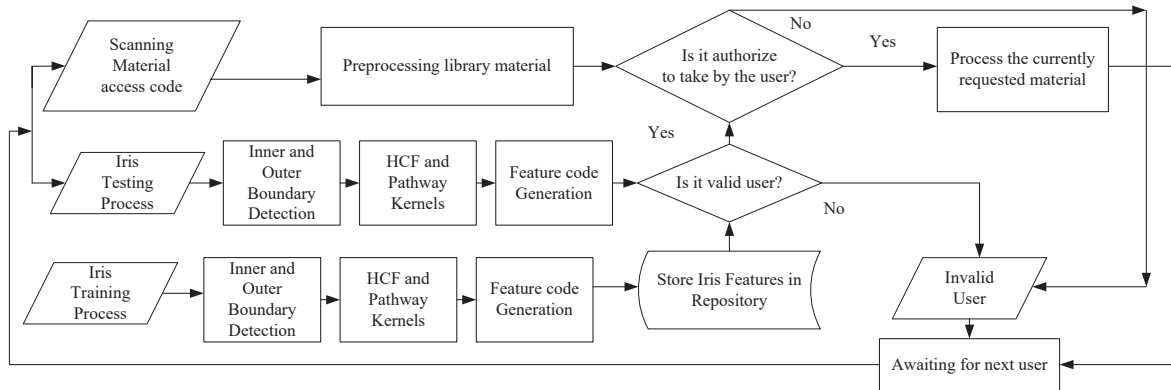 Scanning
Material
access code
Preprocessing library material
Is it authorize
to take by the user?
No
Yes
Process the currently
requested material
Yes
Iris
Testing
Process
Inner and
Outer
Boundary
Detection
HCF and
Pathway
Kernels
Feature code
Generation
Is it valid user?
No
Iris
Training
Process
Inner and
Outer
Boundary
Detection
HCF and
Pathway
Kernels
Feature code
Generation
Store Iris Features in
Repository
Invalid
User
Awaiting for next user